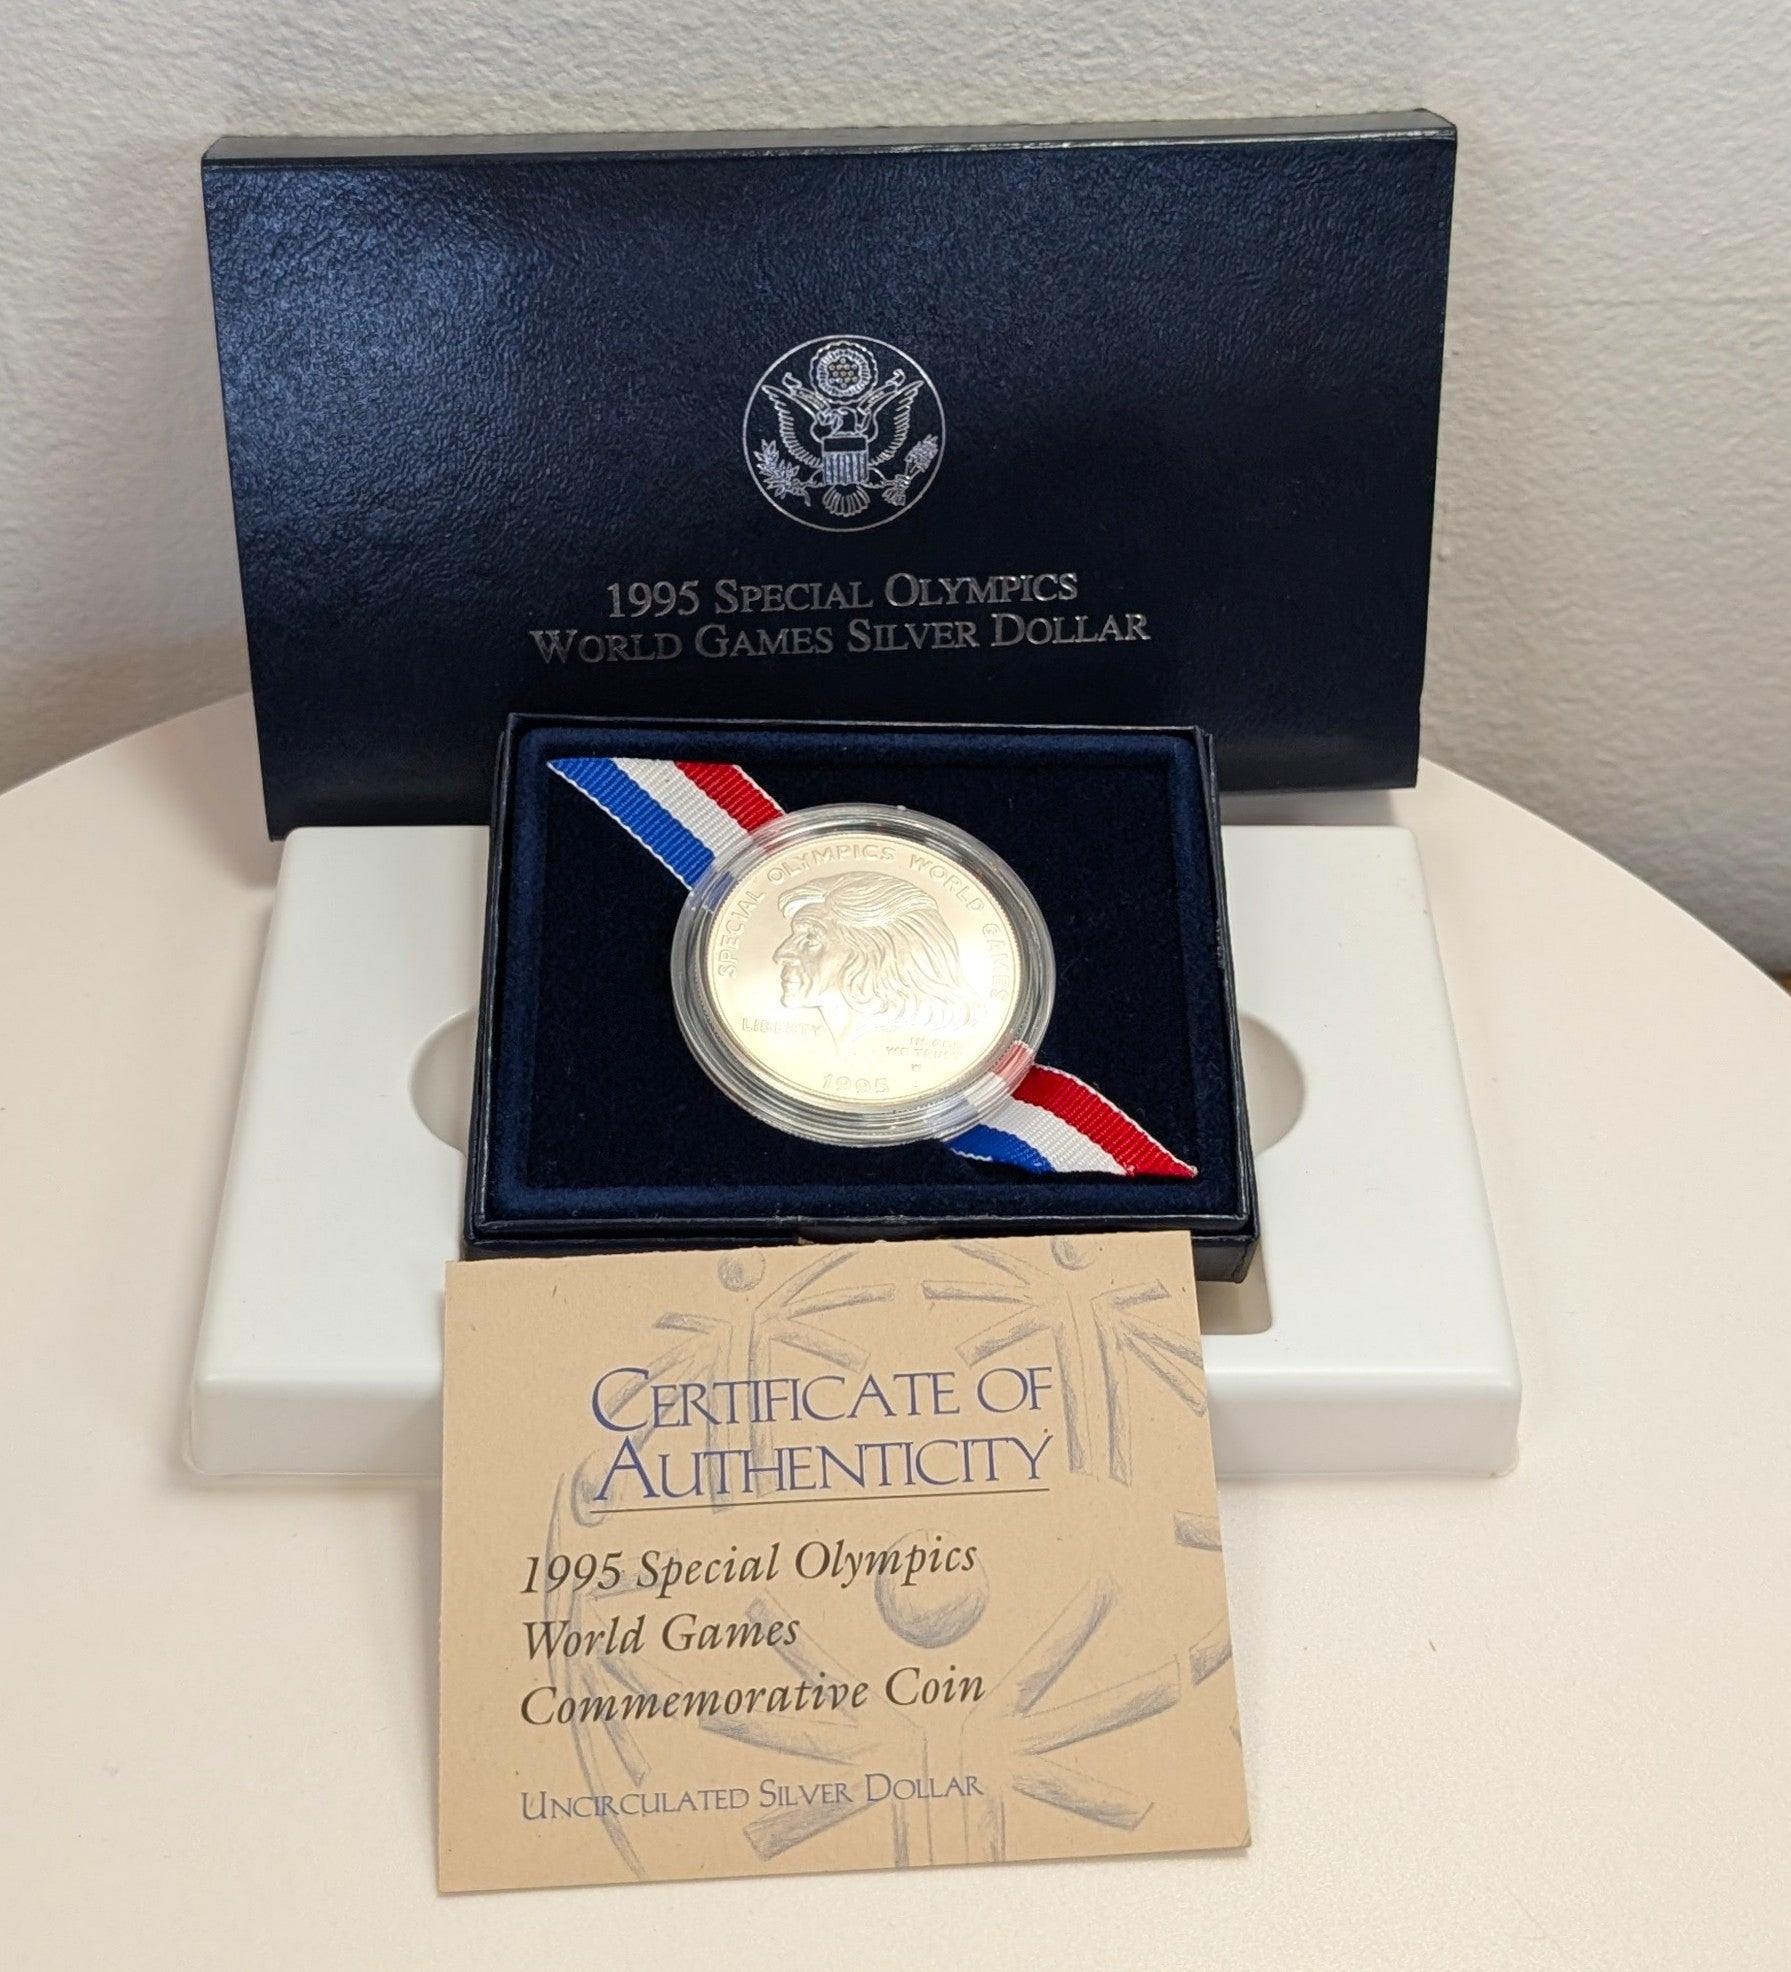 1995 SPECIAL OLYMPICS
WORLD GAMES SILVER DOLLAR
SPECIAL OLYMPICS WORLD GAMES
LIBERTY
IN GOD
WE TRUST
W
1995
CERTIFICATE OF
AUTHENTICITY
1995 Special Olympics
World Games
Commemorative Coin
UNCIRCULATED SILVER DOLLAR